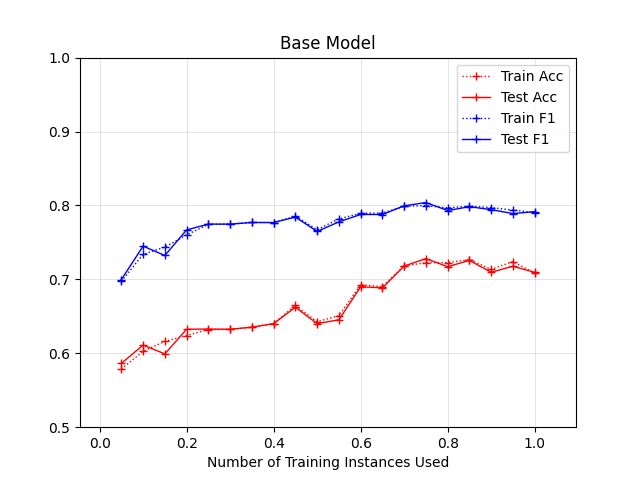 Base Model
1.0
0.9
0.8
0.7
0.6
0.5
0.0
0.2
0.4
0.6
0.8
1.0
Number of Training Instances Used
Train Acc
Test Acc
Train F1
Test F1